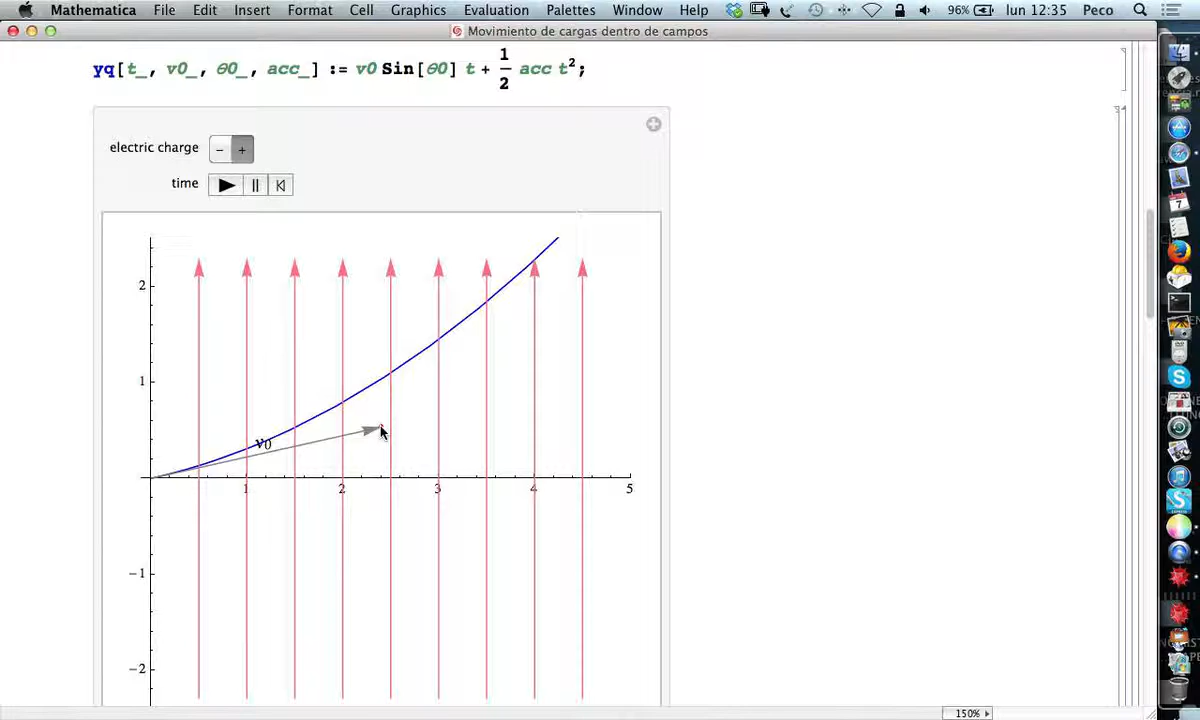 Mathematica File Edit Insert Format Cell Graphics Evaluation Palettes Window Help 96% lun 12:35 Peco
Movimiento de cargas dentro de campos
yq[t_, v0_, θ0_, acc_] := v0 Sin[θ0] t + 1/2 acc t²;
electric charge - +
time
2
1
v0
1 2 3 4 5
-1
-2
150%